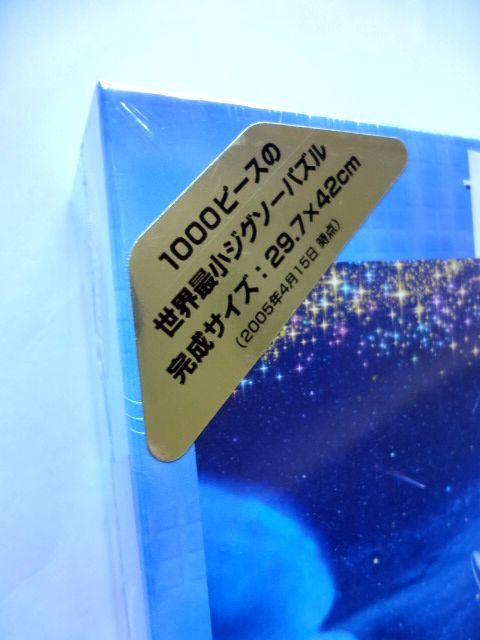 1000ピースの
世界最小ジグソーパズル
完成サイズ：29.7×42cm
（2005年4月15日 時点）